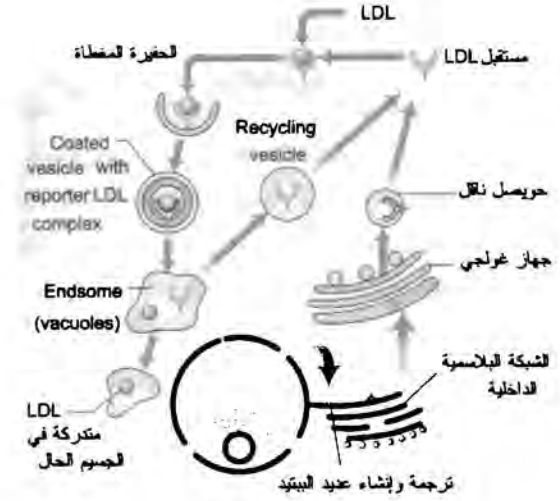 LDL
مستقبل LDL
الحفيرة المغطاة
Coated
vesicle with
reporter LDL
complex
Recycling
vesicle
حويصل ناقل
جهاز غولجي
Endsome
(vacuoles)
الشبكة البلاسمية
الداخلية
LDL
متدركة في
الجسيم الحال
ترجمة وإنشاء عديد الببتيد